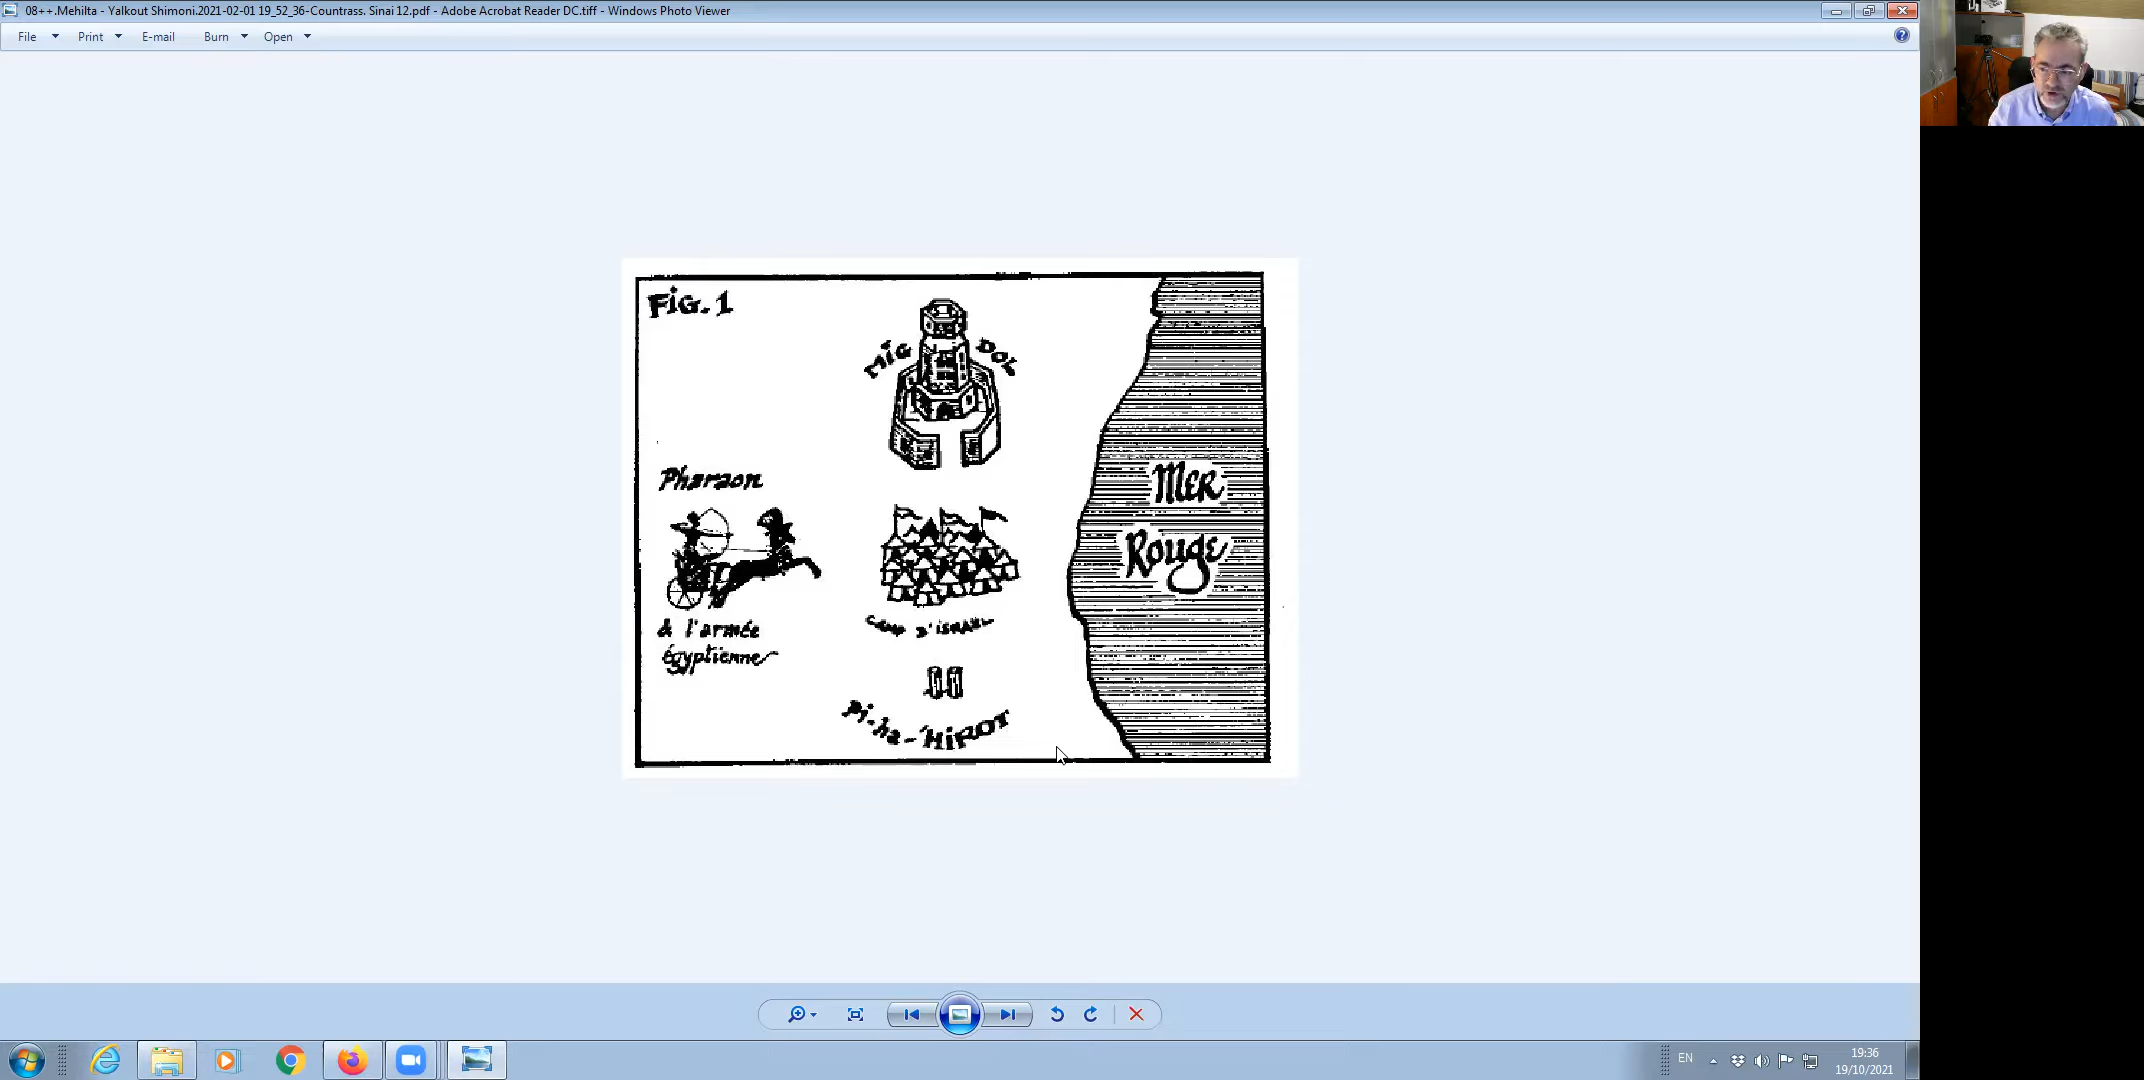 08++.Mehilta - Yalkout Shimoni.2021-02-01 19_52_36-Countrass. Sinai 12.pdf - Adobe Acrobat Reader DC.tiff - Windows Photo Viewer
File Print E-mail Burn Open
FiG. 1
MiG DOL
Pharaon
& l'armée
égyptienne
CAMP D'ISRAEL
Pi-ha-'HiROT
MER
ROUGE
EN
19:36
19/10/2021